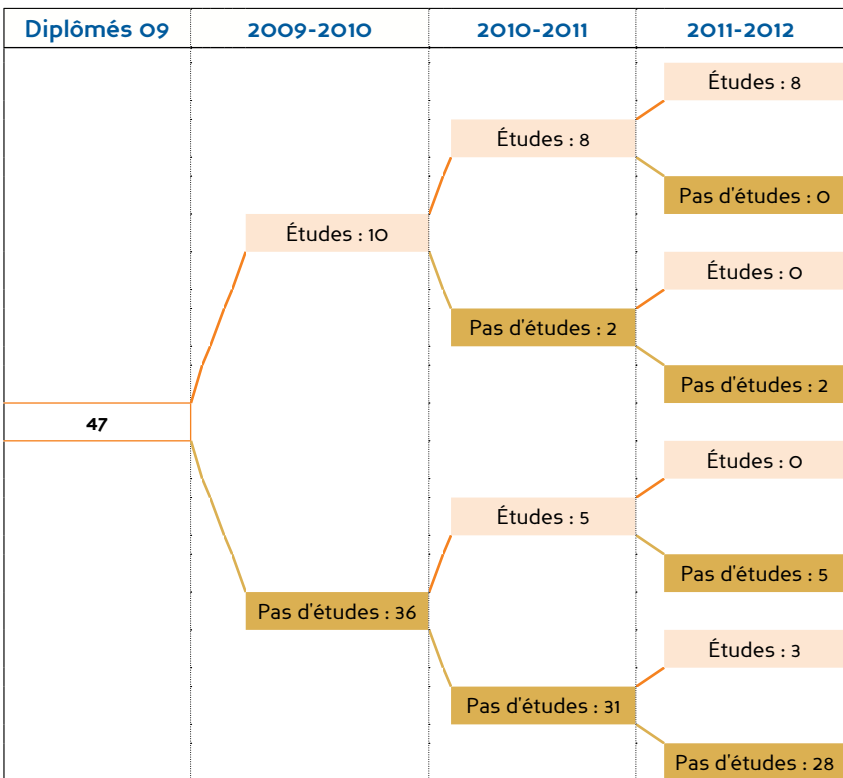 Diplômés 09 2009-2010 2010-2011 2011-2012
Études : 8
Études : 8
Pas d'études : 0
Études : 10
Études : 0
Pas d'études : 2
Pas d'études : 2
47
Études : 0
Études : 5
Pas d'études : 5
Pas d'études : 36
Études : 3
Pas d'études : 31
Pas d'études : 28